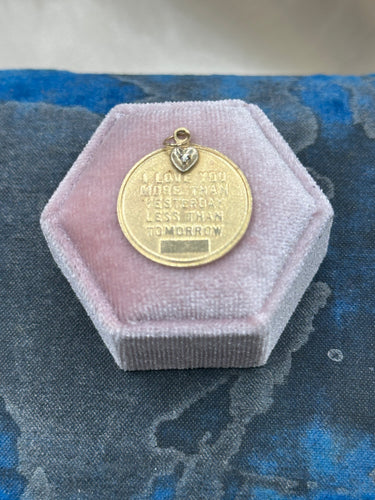 I LOVE YOU
MORE THAN
YESTERDAY
LESS THAN
TOMORROW